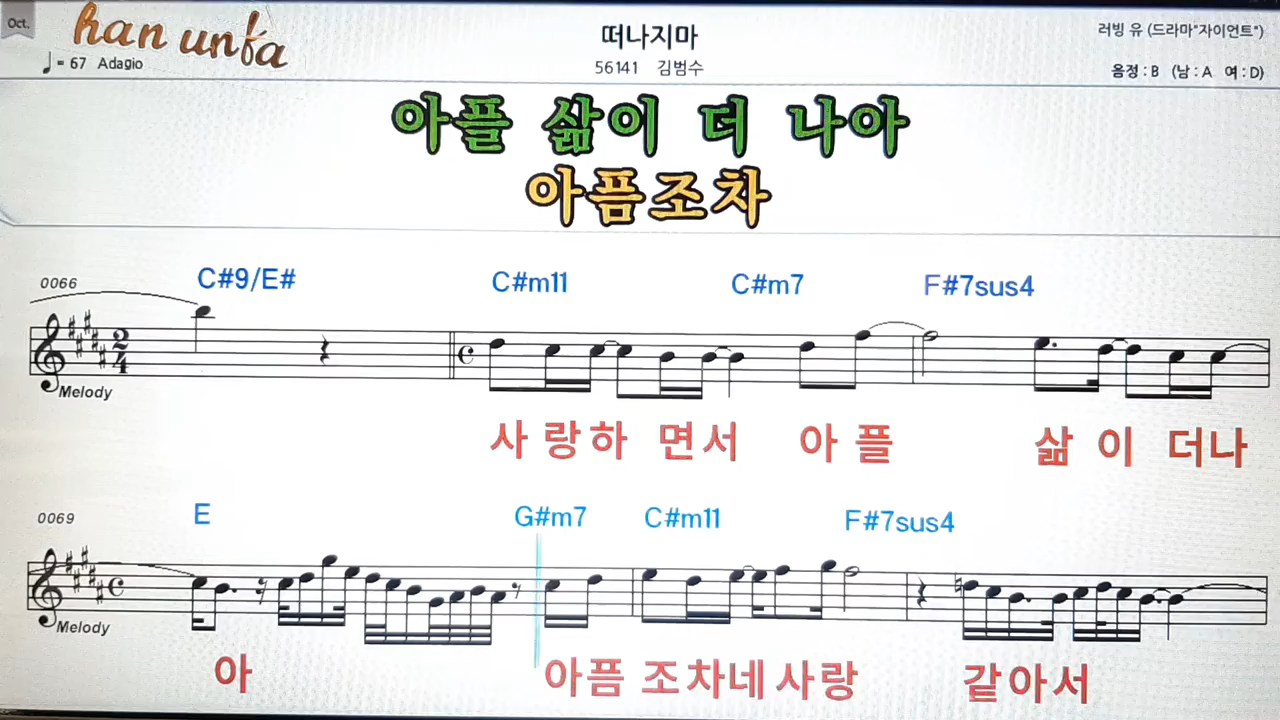 Oct.
han unfa
떠나지마
러빙 유 (드라마"자이언트")
♩= 67 Adagio
56141 김범수
음정 : B (남 : A 여 : D)
아플 삶이 더 나아
아픔조차
0066
C#9/E# C#m11 C#m7 F#7sus4
2
4
Melody
사 랑하 면서 아 플 삶 이 더나
0069
E G#m7 C#m11 F#7sus4
Melody
아 아픔 조차네사랑 같아서